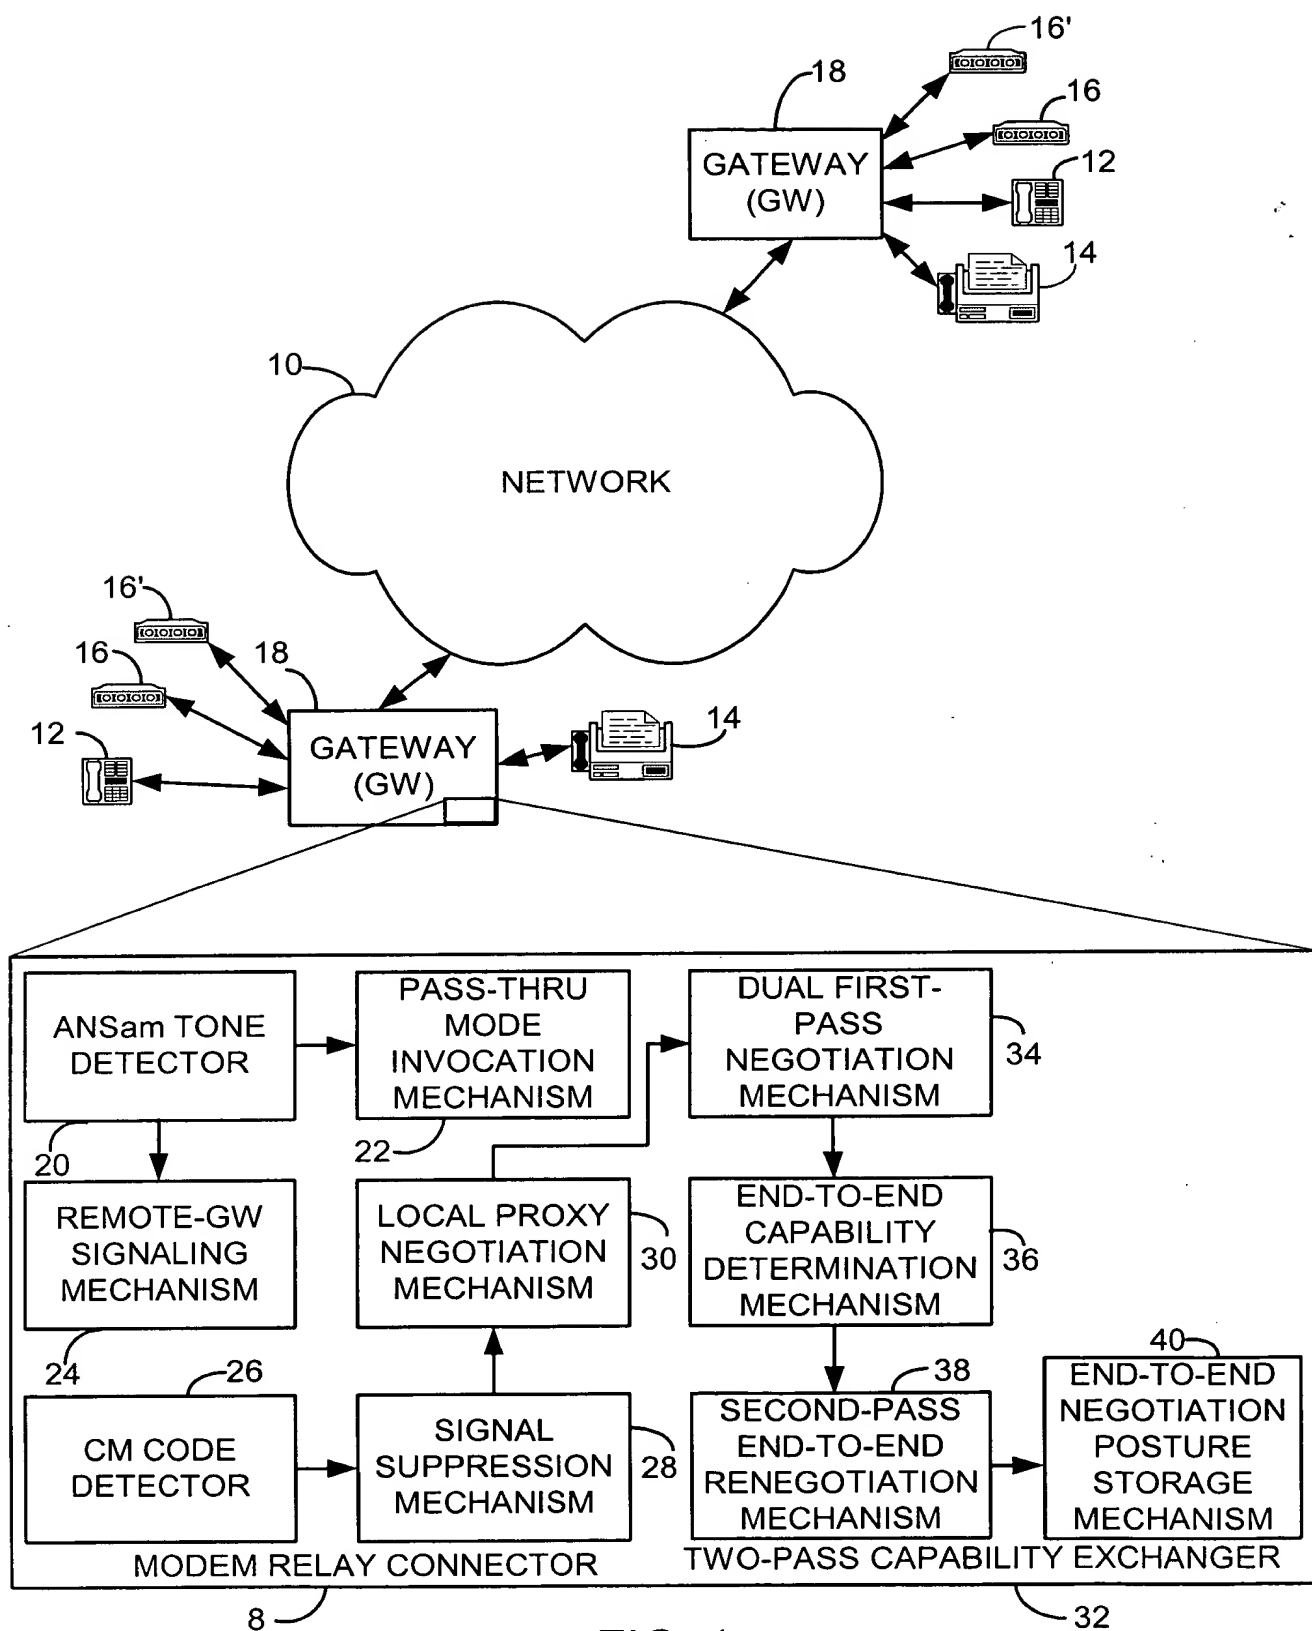 16'
18
16
GATEWAY
(GW)
12
14
10
NETWORK
16'
16
18
12
GATEWAY
(GW)
14
ANSam TONE
DETECTOR
20
PASS-THRU
MODE
INVOCATION
MECHANISM
22
DUAL FIRST-
PASS
NEGOTIATION
MECHANISM
34
REMOTE-GW
SIGNALING
MECHANISM
24
LOCAL PROXY
NEGOTIATION
MECHANISM
30
END-TO-END
CAPABILITY
DETERMINATION
MECHANISM
36
26
CM CODE
DETECTOR
SIGNAL
SUPPRESSION
MECHANISM
28
38
SECOND-PASS
END-TO-END
RENEGOTIATION
MECHANISM
40
END-TO-END
NEGOTIATION
POSTURE
STORAGE
MECHANISM
MODEM RELAY CONNECTOR
TWO-PASS CAPABILITY EXCHANGER
8
32